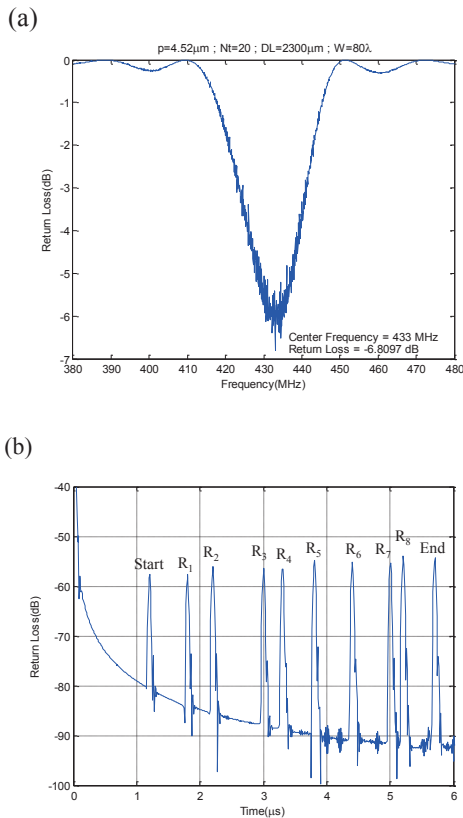 (a)
p=4.52μm ; Nt=20 ; DL=2300μm ; W=80λ
0
-1
-2
-3
-4
-5
-6
-7
Return Loss(dB)
Center Frequency = 433 MHz
Return Loss = -6.8097 dB
380 390 400 410 420 430 440 450 460 470 480
Frequency(MHz)
(b)
-40
-50
-60
-70
-80
-90
-100
Return Loss(dB)
Start R1 R2 R3 R4 R5 R6 R7 R8 End
0 1 2 3 4 5 6
Time(μs)